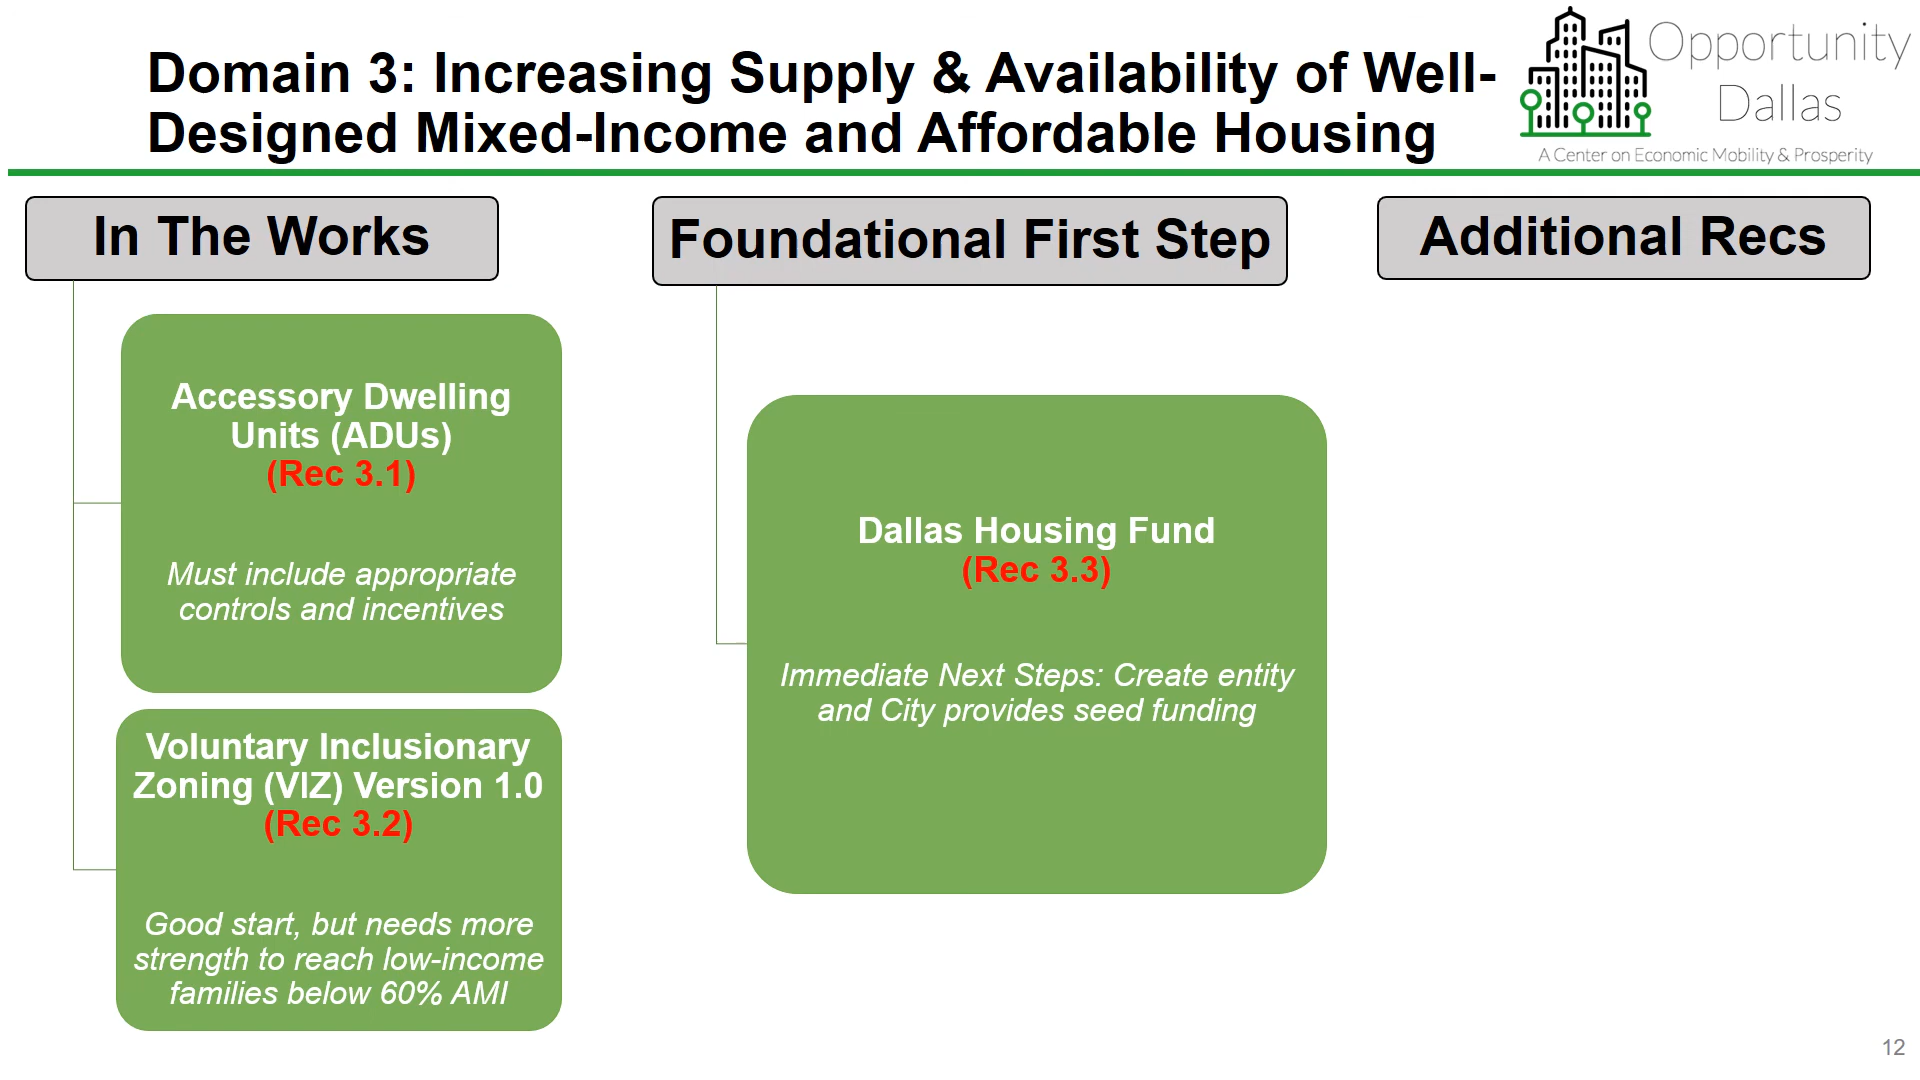 Domain 3: Increasing Supply & Availability of Well-
Designed Mixed-Income and Affordable Housing
Opportunity
Dallas
A Center on Economic Mobility & Prosperity
In The Works
Accessory Dwelling
Units (ADUs)
(Rec 3.1)
Must include appropriate
controls and incentives
Voluntary Inclusionary
Zoning (VIZ) Version 1.0
(Rec 3.2)
Good start, but needs more
strength to reach low-income
families below 60% AMI
Foundational First Step
Dallas Housing Fund
(Rec 3.3)
Immediate Next Steps: Create entity
and City provides seed funding
Additional Recs
12